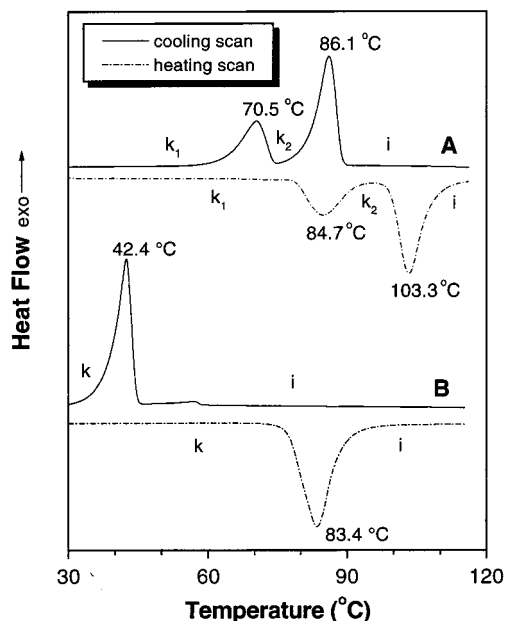 cooling scan
heating scan
86.1 °C
70.5 °C
k₁
k₂
i
A
k₁
k₂
i
84.7 °C
103.3 °C
42.4 °C
k
i
B
k
i
83.4 °C
30
60
90
120
Temperature (°C)
Heat Flow exo